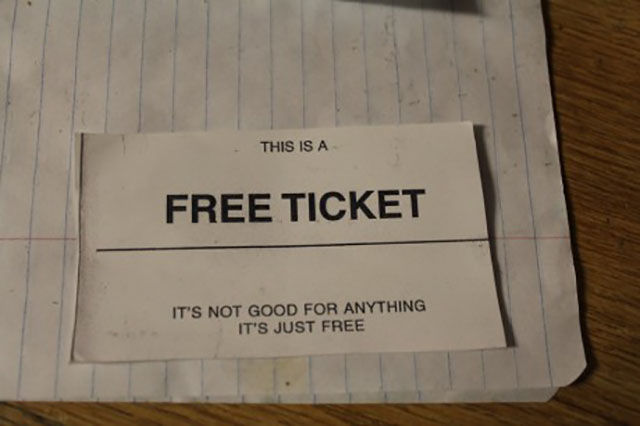 THIS IS A
FREE TICKET
IT'S NOT GOOD FOR ANYTHING
IT'S JUST FREE